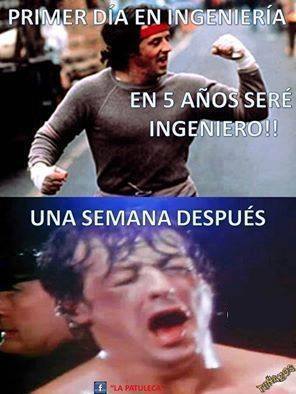 PRIMER DÍA EN INGENIERÍA
EN 5 AÑOS SERÉ
INGENIERO!!
UNA SEMANA DESPUÉS
f "LA PATULECA"